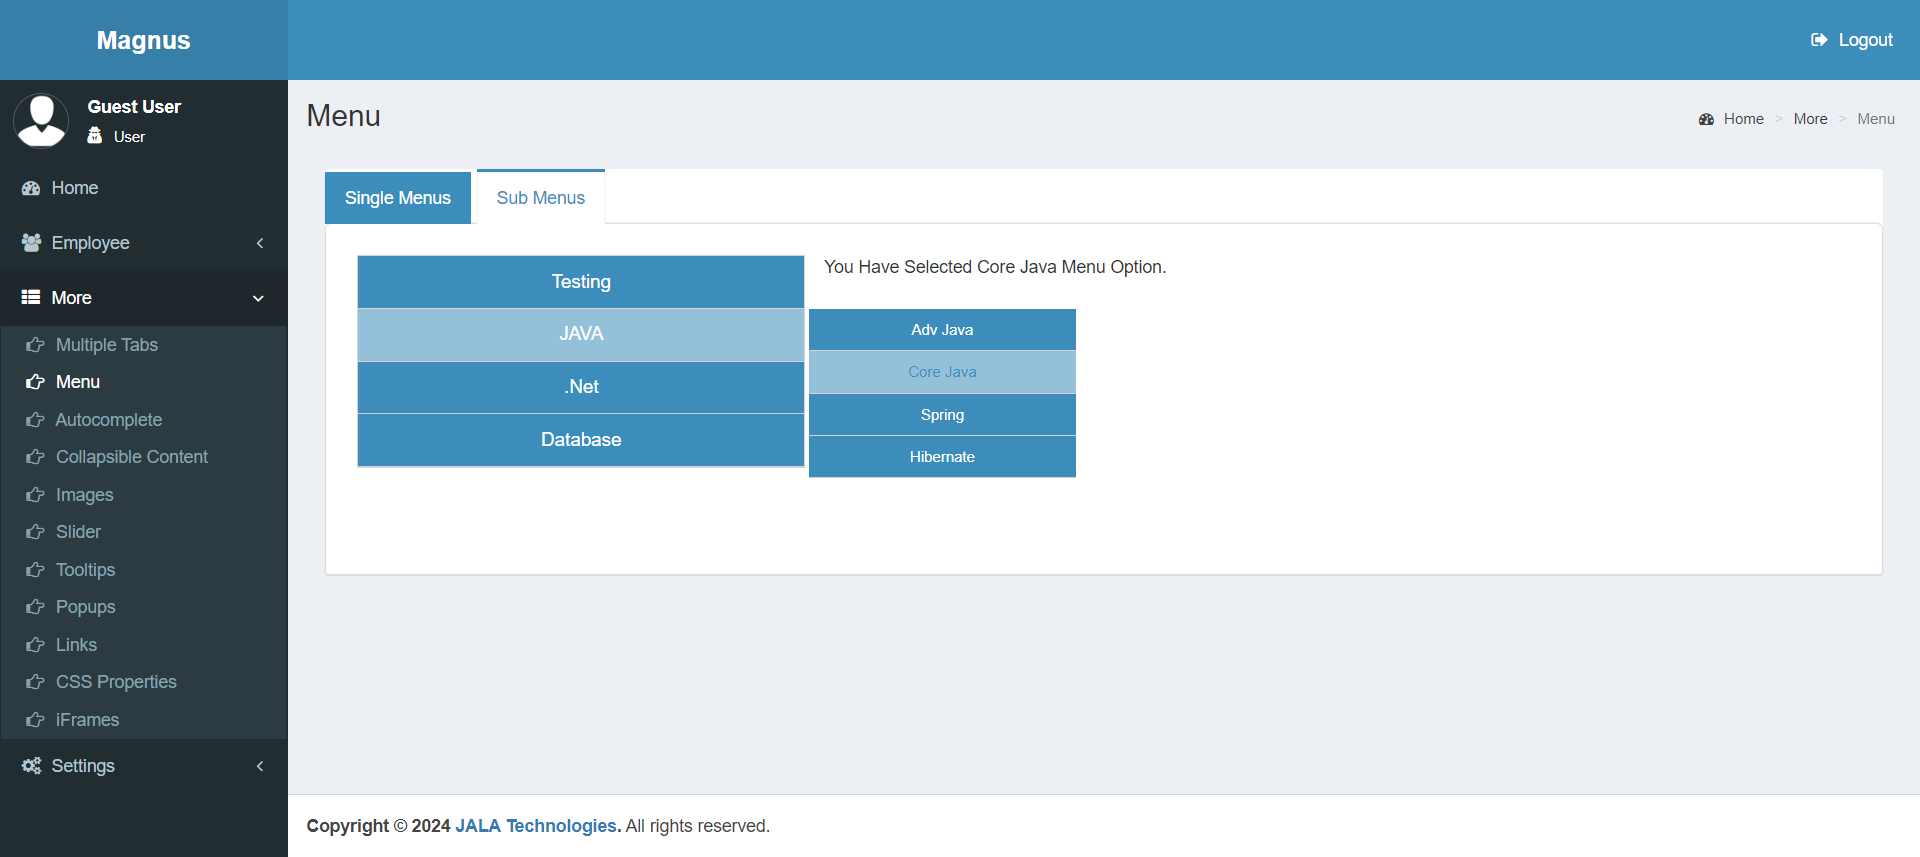 Magnus
Logout
Guest User
User
Home
Employee
More
Multiple Tabs
Menu
Autocomplete
Collapsible Content
Images
Slider
Tooltips
Popups
Links
CSS Properties
iFrames
Settings
Menu
Home > More > Menu
Single Menus
Sub Menus
Testing
JAVA
.Net
Database
You Have Selected Core Java Menu Option.
Adv Java
Core Java
Spring
Hibernate
Copyright © 2024 JALA Technologies. All rights reserved.